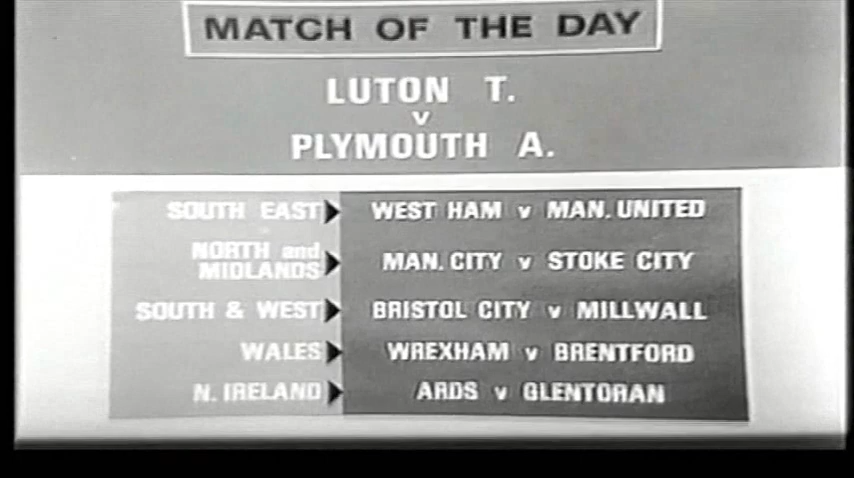 MATCH OF THE DAY
LUTON T.
v
PLYMOUTH A.
SOUTH EAST WEST HAM v MAN. UNITED
NORTH and
MIDLANDS MAN. CITY v STOKE CITY
SOUTH & WEST BRISTOL CITY v MILLWALL
WALES WREXHAM v BRENTFORD
N. IRELAND ARDS v GLENTORAN